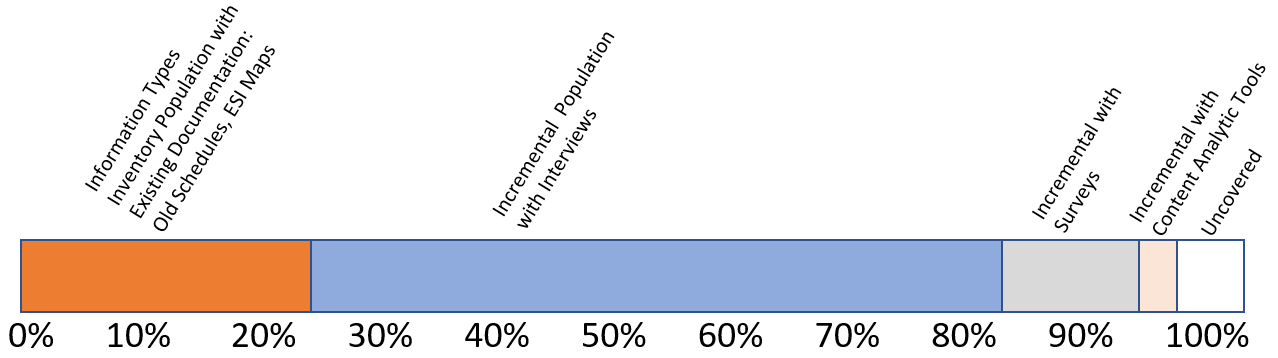 Information Types
Inventory Population with
Existing Documentation:
Old Schedules, ESI Maps
Incremental Population
with Interviews
Incremental with
Surveys
Incremental with
Content Analytic Tools
Uncovered
0% 10% 20% 30% 40% 50% 60% 70% 80% 90% 100%